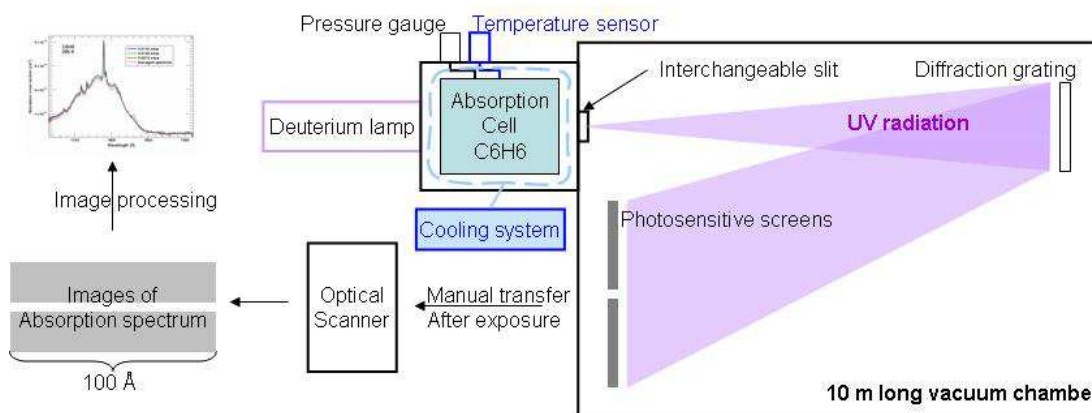 Pressure gauge
Temperature sensor
Interchangeable slit
Diffraction grating
Absorption
Cell
C6H6
Deuterium lamp
UV radiation
Image processing
Cooling system
Photosensitive screens
Images of
Absorption spectrum
Optical
Scanner
Manual transfer
After exposure
100 Å
10 m long vacuum chambe